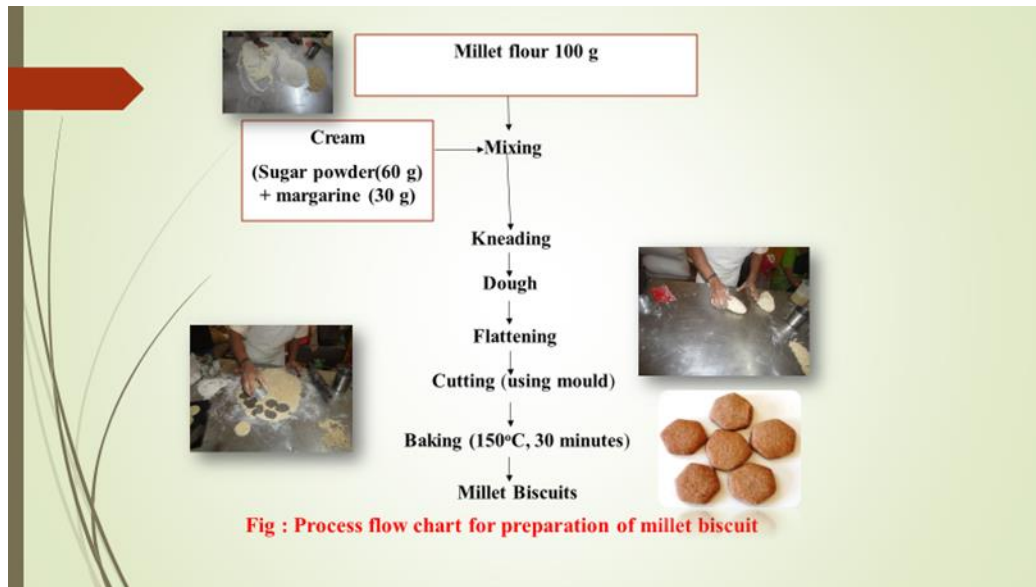 Millet flour 100 g
Cream
(Sugar powder(60 g)
+ margarine (30 g)
Mixing
Kneading
Dough
Flattening
Cutting (using mould)
Baking (150°C, 30 minutes)
Millet Biscuits
Fig : Process flow chart for preparation of millet biscuit